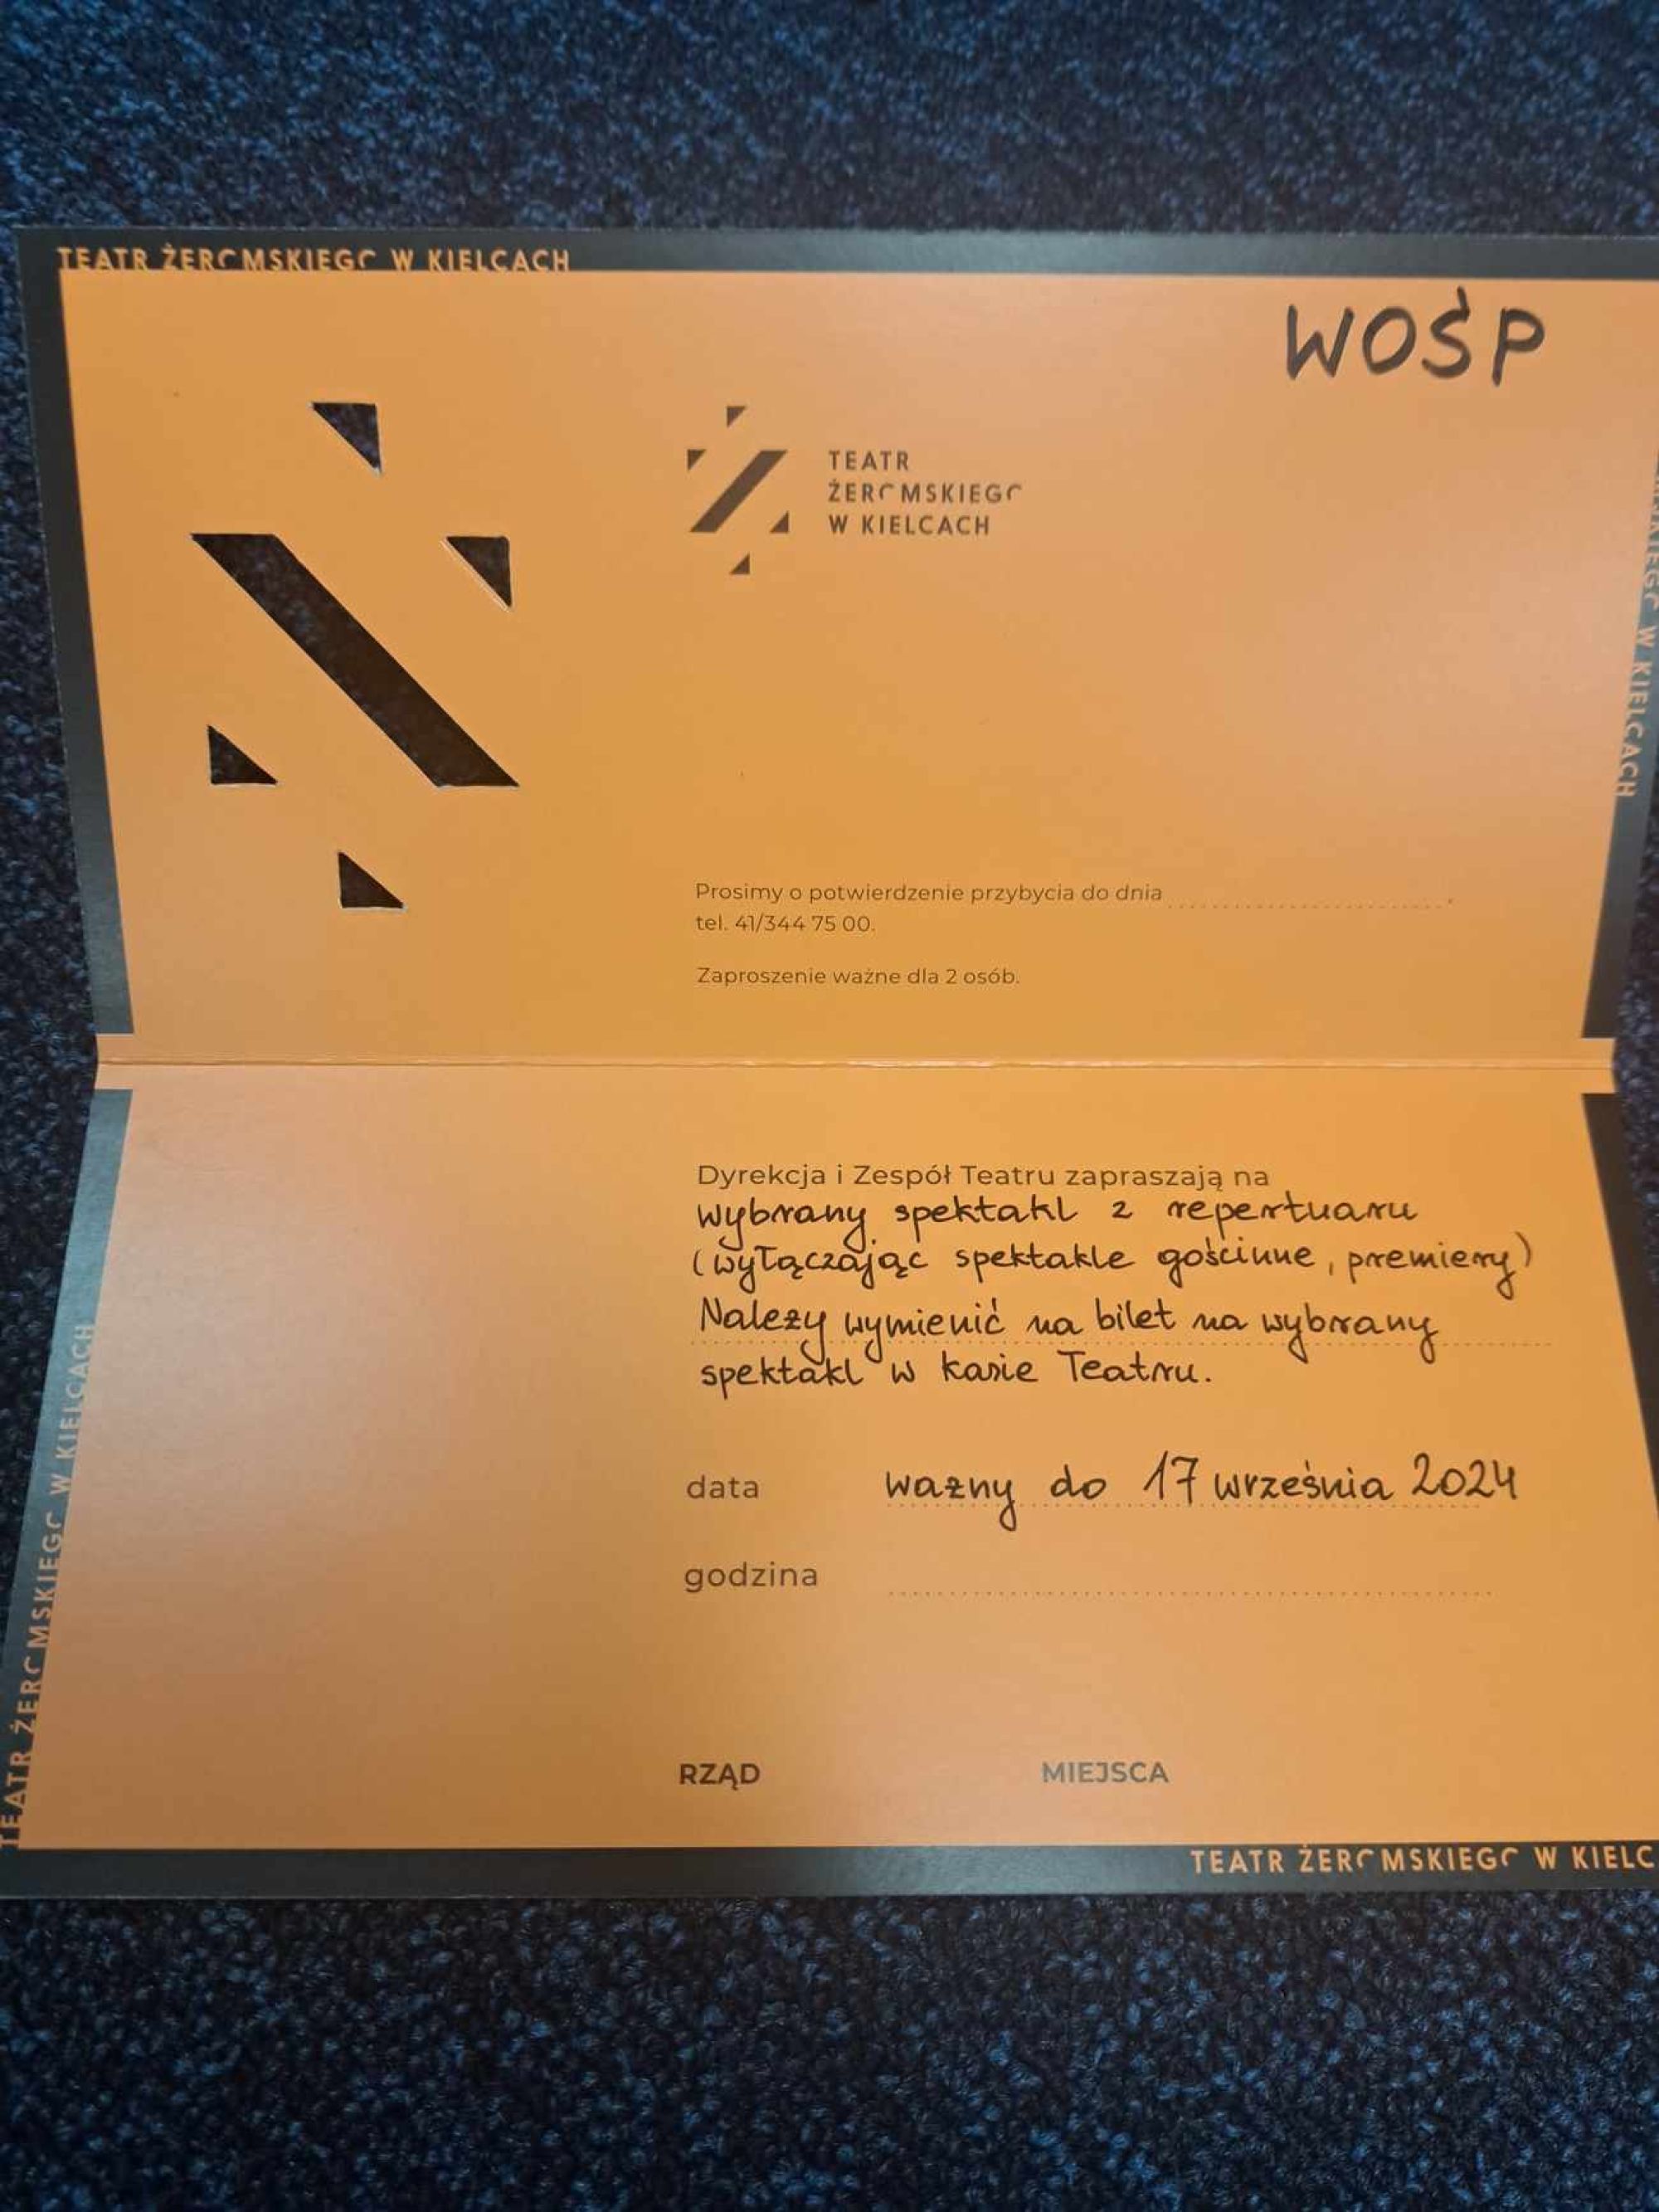 TEATR ŻEROMSKIEGO W KIELCACH
WOŚP
TEATR
ŻEROMSKIEGO
W KIELCACH
Prosimy o potwierdzenie przybycia do dnia
tel. 41/344 75 00.
Zaproszenie ważne dla 2 osób.
W KIELCACH
Dyrekcja i Zespół Teatru zapraszają na
wybrany spektakl z repertuaru
(wyłączając spektakle gościnne, premiery)
Należy wymienić na bilet na wybrany
spektakl w kasie Teatru.
data ważny do 17 września 2024
godzina
RZĄD MIEJSCA
TEATR ŻEROMSKIEGO W KIELCACH
TEATR ŻEROMSKIEGO W KIELC